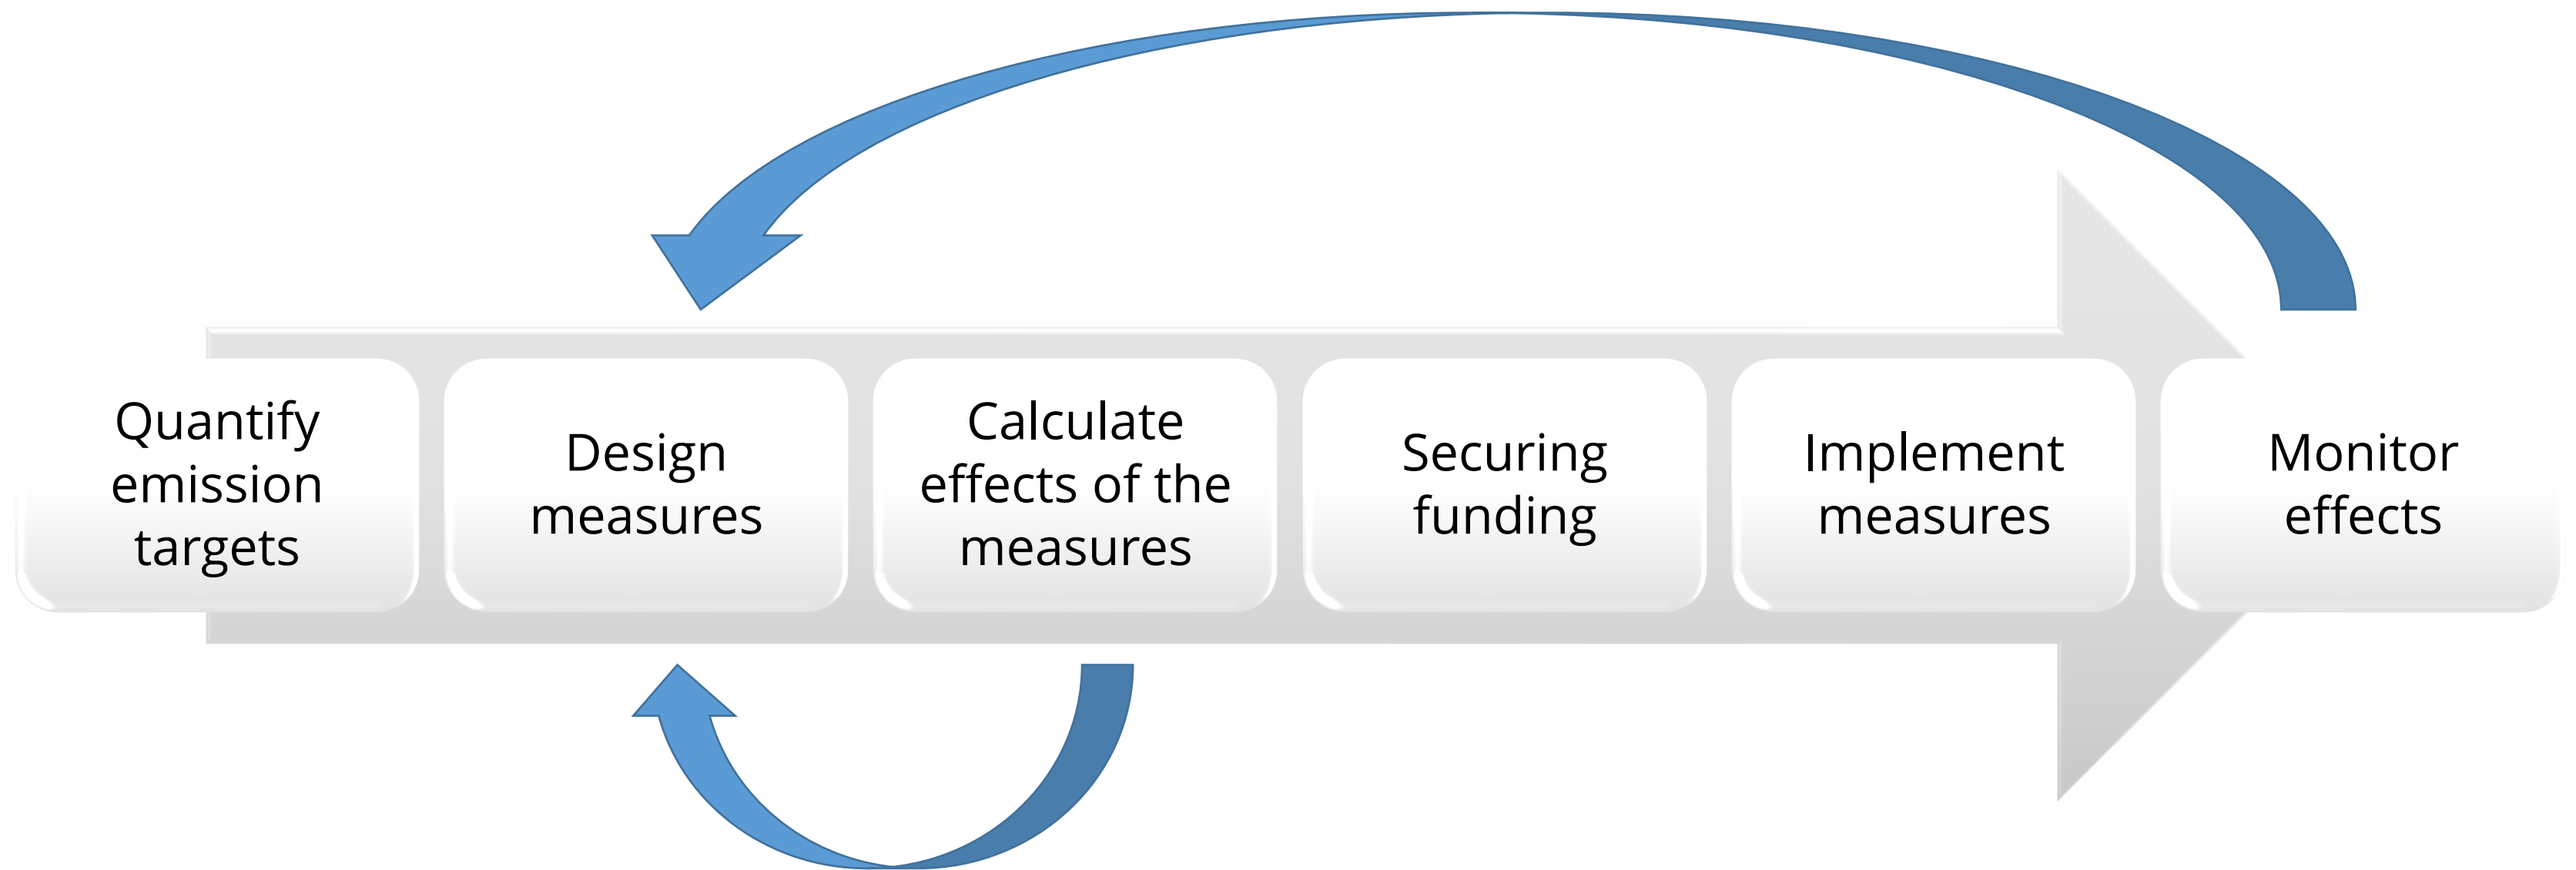 Quantify
emission
targets
Design
measures
Calculate
effects of the
measures
Securing
funding
Implement
measures
Monitor
effects